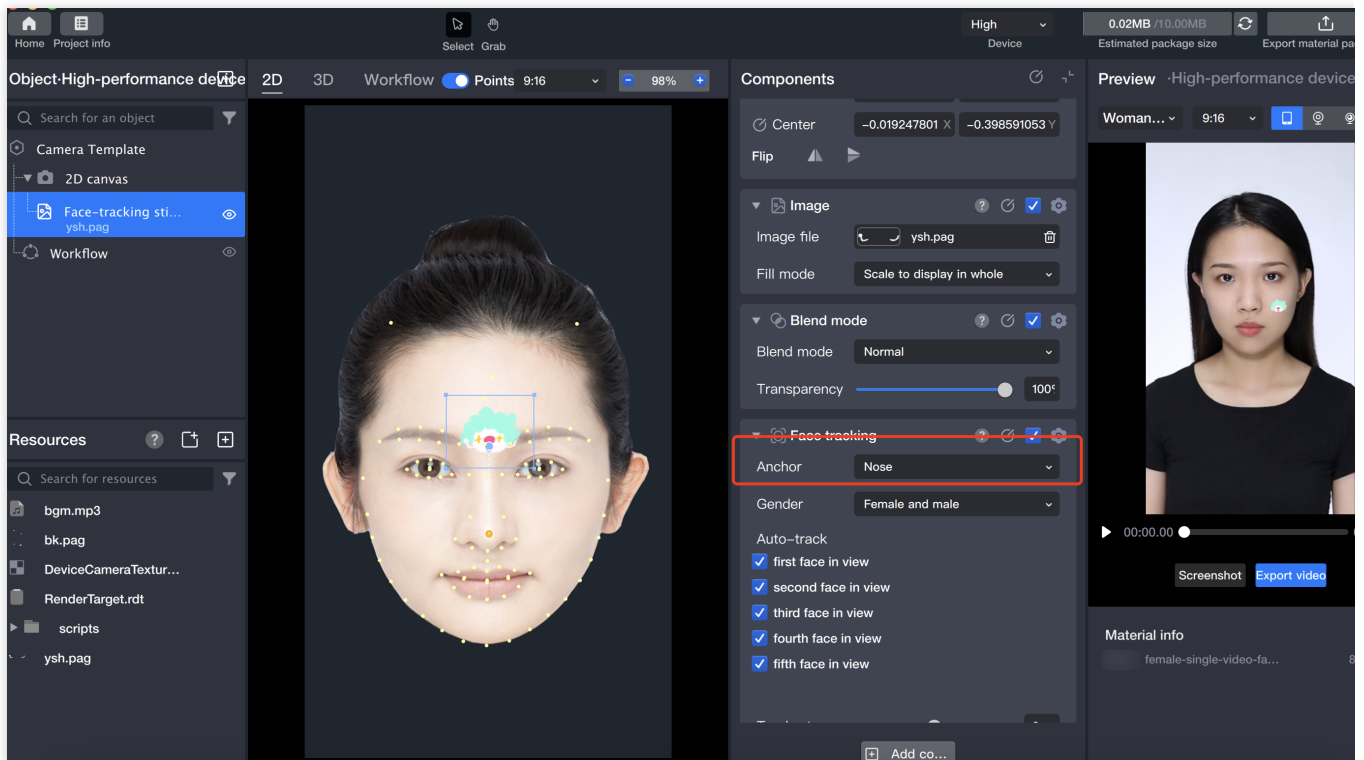 Home
Project info
Select
Grab
High
Device
0.02MB /10.00MB
Estimated package size
Export material pa
Object·High-performance device
2D
3D
Workflow
Points
9:16
98%
Components
Preview ·High-performance device
Search for an object
Camera Template
2D canvas
Face-tracking sti...
ysh.pag
Workflow
Center
-0.019247801 X
-0.398591053 Y
Flip
Image
Image file
ysh.pag
Fill mode
Scale to display in whole
Blend mode
Blend mode
Normal
Transparency
100
Face tracking
Anchor
Nose
Gender
Female and male
Auto-track
first face in view
second face in view
third face in view
fourth face in view
fifth face in view
Add co...
Resources
Search for resources
bgm.mp3
bk.pag
DeviceCameraTextur...
RenderTarget.rdt
scripts
ysh.pag
Woman...
9:16
00:00.00
Screenshot
Export video
Material info
female-single-video-fa...
8